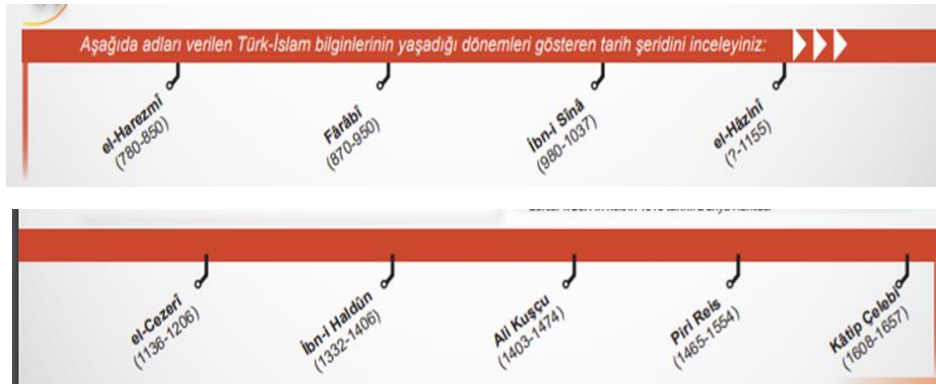 Aşağıda adları verilen Türk-İslam bilginlerinin yaşadığı dönemleri gösteren tarih şeridini inceleyiniz:
el-Harezmî
(780-850)
Fârâbî
(870-950)
İbn-i Sînâ
(980-1037)
el-Hâzinî
(?-1155)
el-Cezerî
(1136-1206)
İbn-i Haldûn
(1332-1406)
Ali Kuşçu
(1403-1474)
Piri Reis
(1465-1554)
Kâtip Çelebi
(1608-1657)